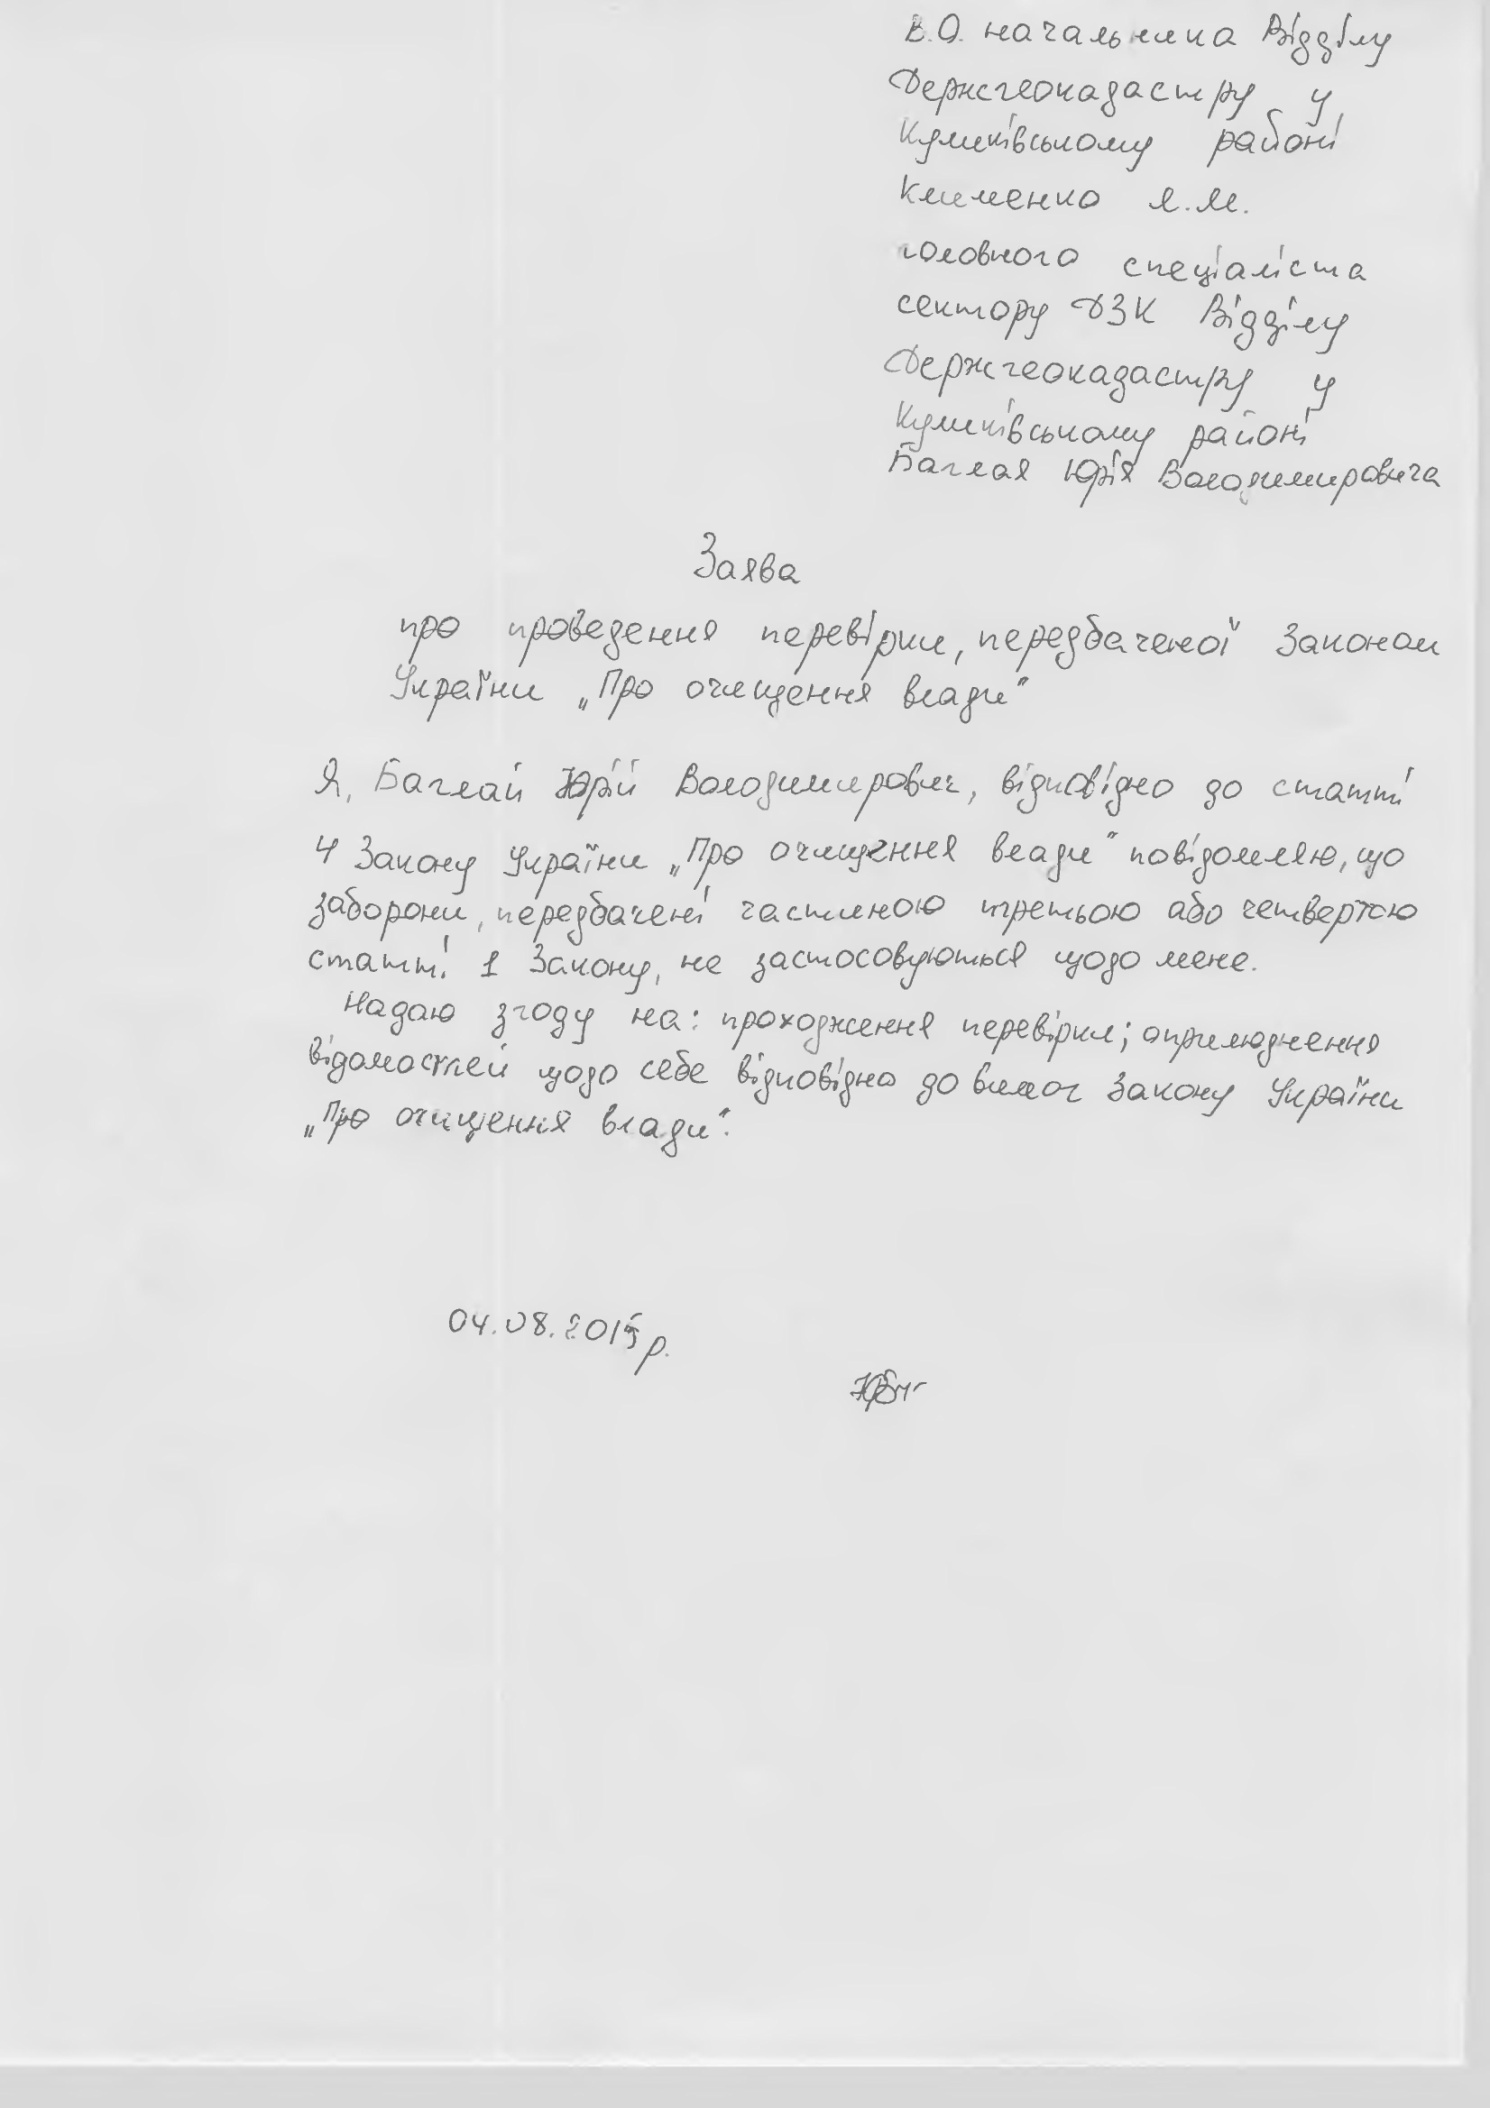 В.О. начальника Відділу
Держгеокадастру у
Куликівському районі
Клименко Л.М.
головного спеціаліста
сектору ДЗК Відділу
Держгеокадастру у
Куликівському районі
Баглая Юрія Володимировича
Заява
про проведення перевірки, передбаченої Законом
України „Про очищення влади"
Я, Баглай Юрій Володимирович, відповідно до статті
4 Закону України „Про очищення влади" повідомляю, що
заборони, передбачені частиною третьою або четвертою
статті 1 Закону, не застосовуються щодо мене.
Надаю згоду на: проходження перевірки; оприлюднення
відомостей щодо себе відповідно до вимог Закону України
„Про очищення влади".
04.08.2015 р.